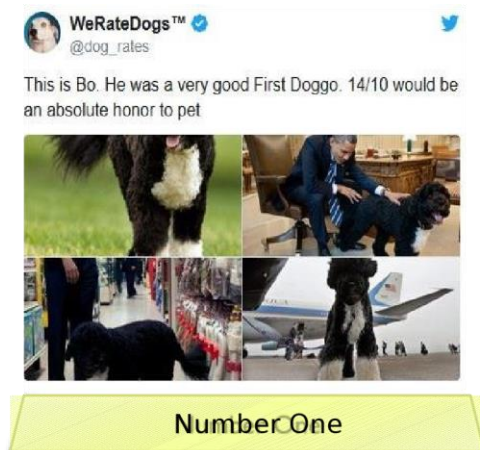 WeRateDogs™
@dog_rates
This is Bo. He was a very good First Doggo. 14/10 would be
an absolute honor to pet
Number One